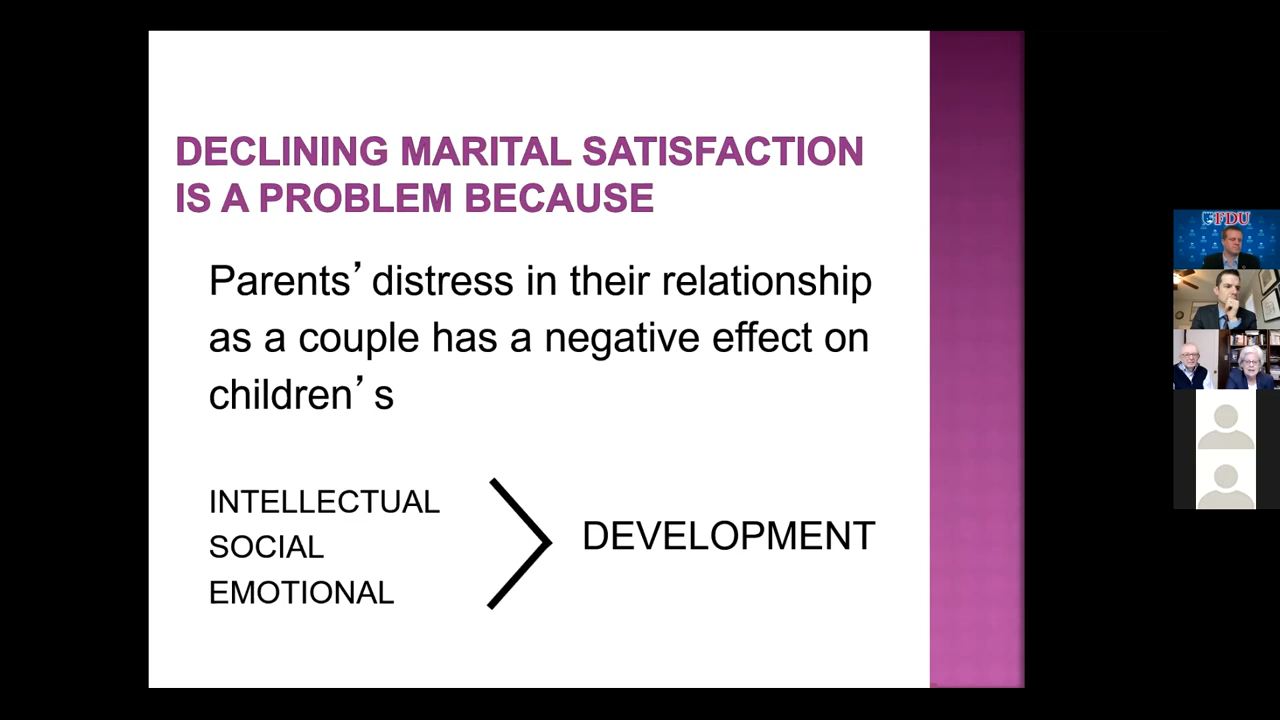 DECLINING MARITAL SATISFACTION
IS A PROBLEM BECAUSE
Parents’ distress in their relationship
as a couple has a negative effect on
children’s
INTELLECTUAL
SOCIAL
EMOTIONAL
DEVELOPMENT
FDU